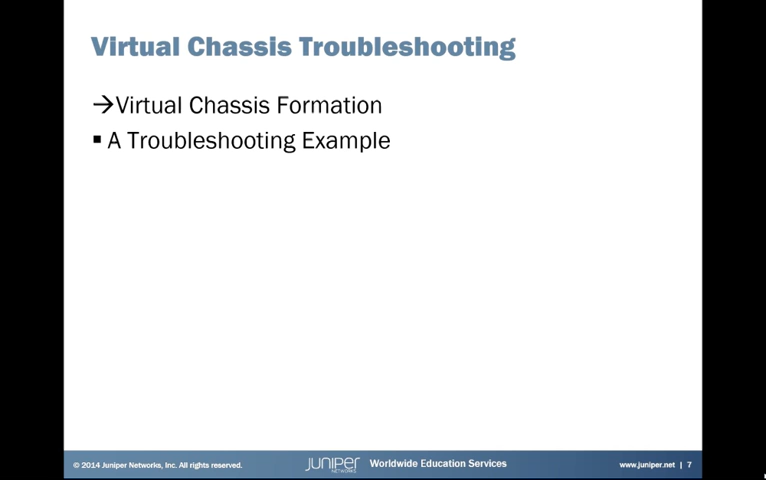 Virtual Chassis Troubleshooting
→Virtual Chassis Formation
▪ A Troubleshooting Example
© 2014 Juniper Networks, Inc. All rights reserved. JUNIPER NETWORKS Worldwide Education Services www.juniper.net | 7